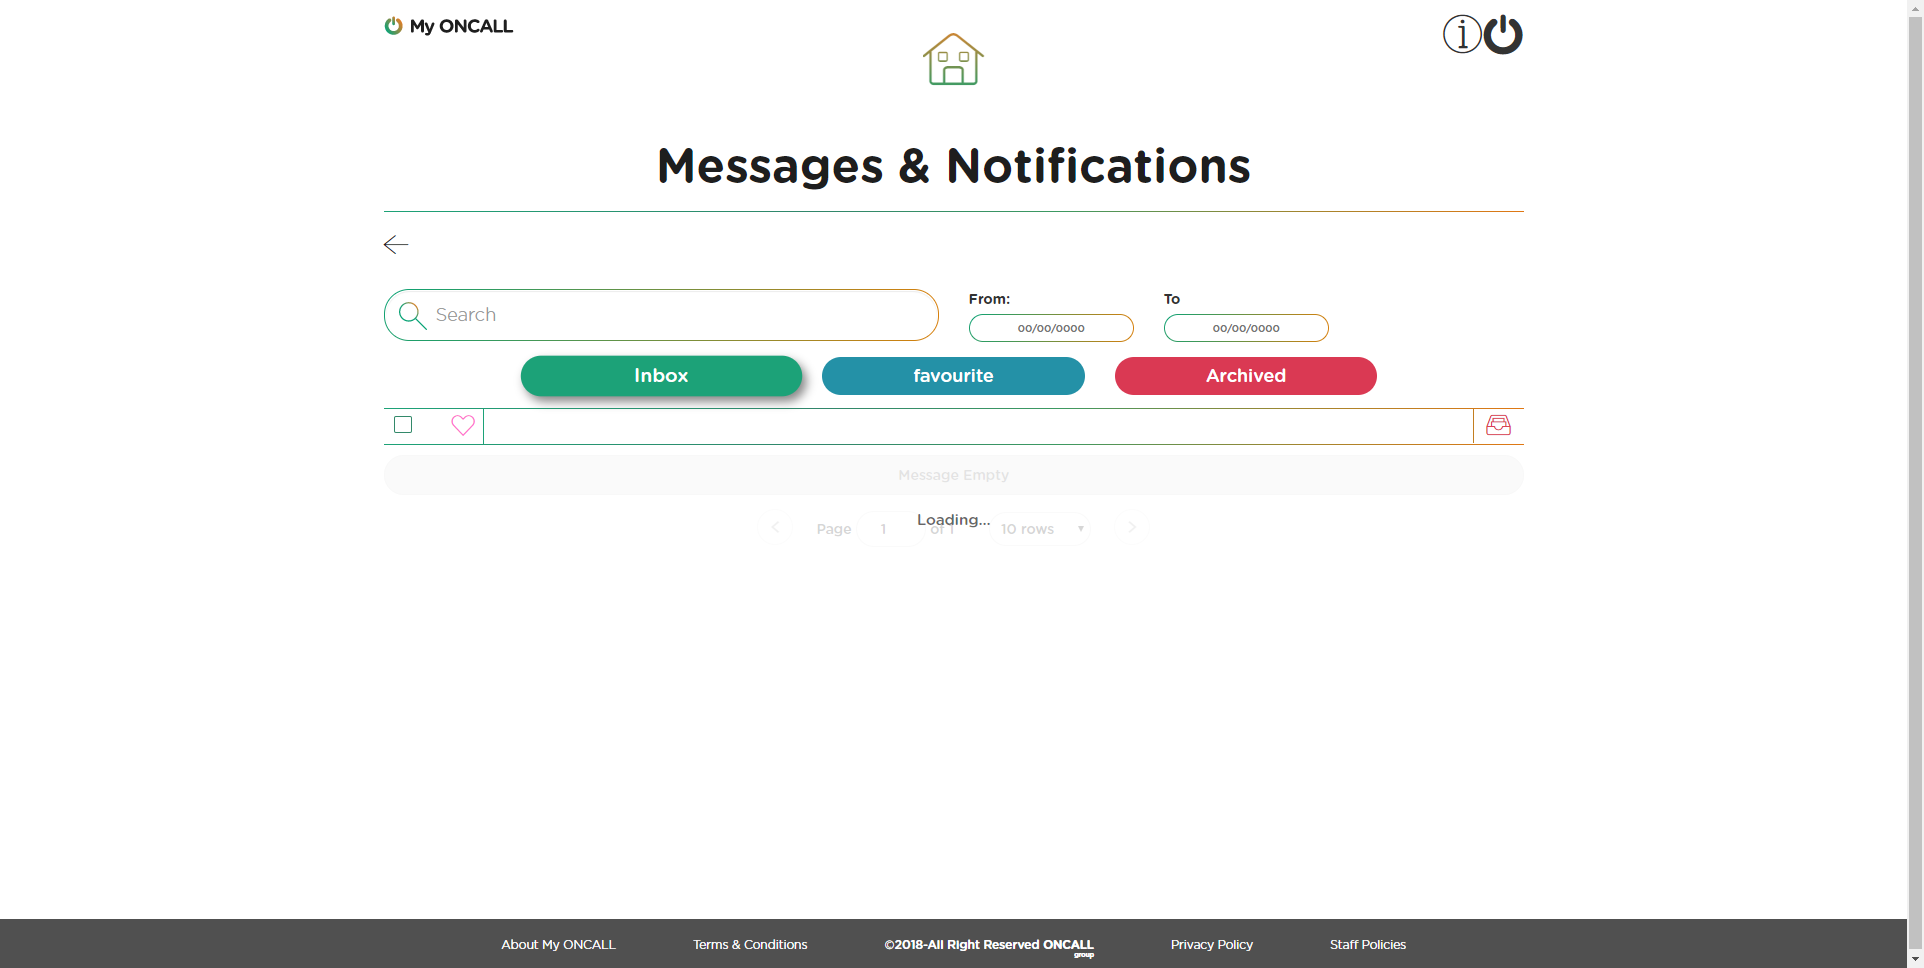 My ONCALL
Messages & Notifications
Search
From:
To
00/00/0000
00/00/0000
Inbox
favourite
Archived
Message Empty
Loading...
Page 1 of 1
10 rows
About My ONCALL
Terms & Conditions
©2018-All Right Reserved ONCALL
group
Privacy Policy
Staff Policies